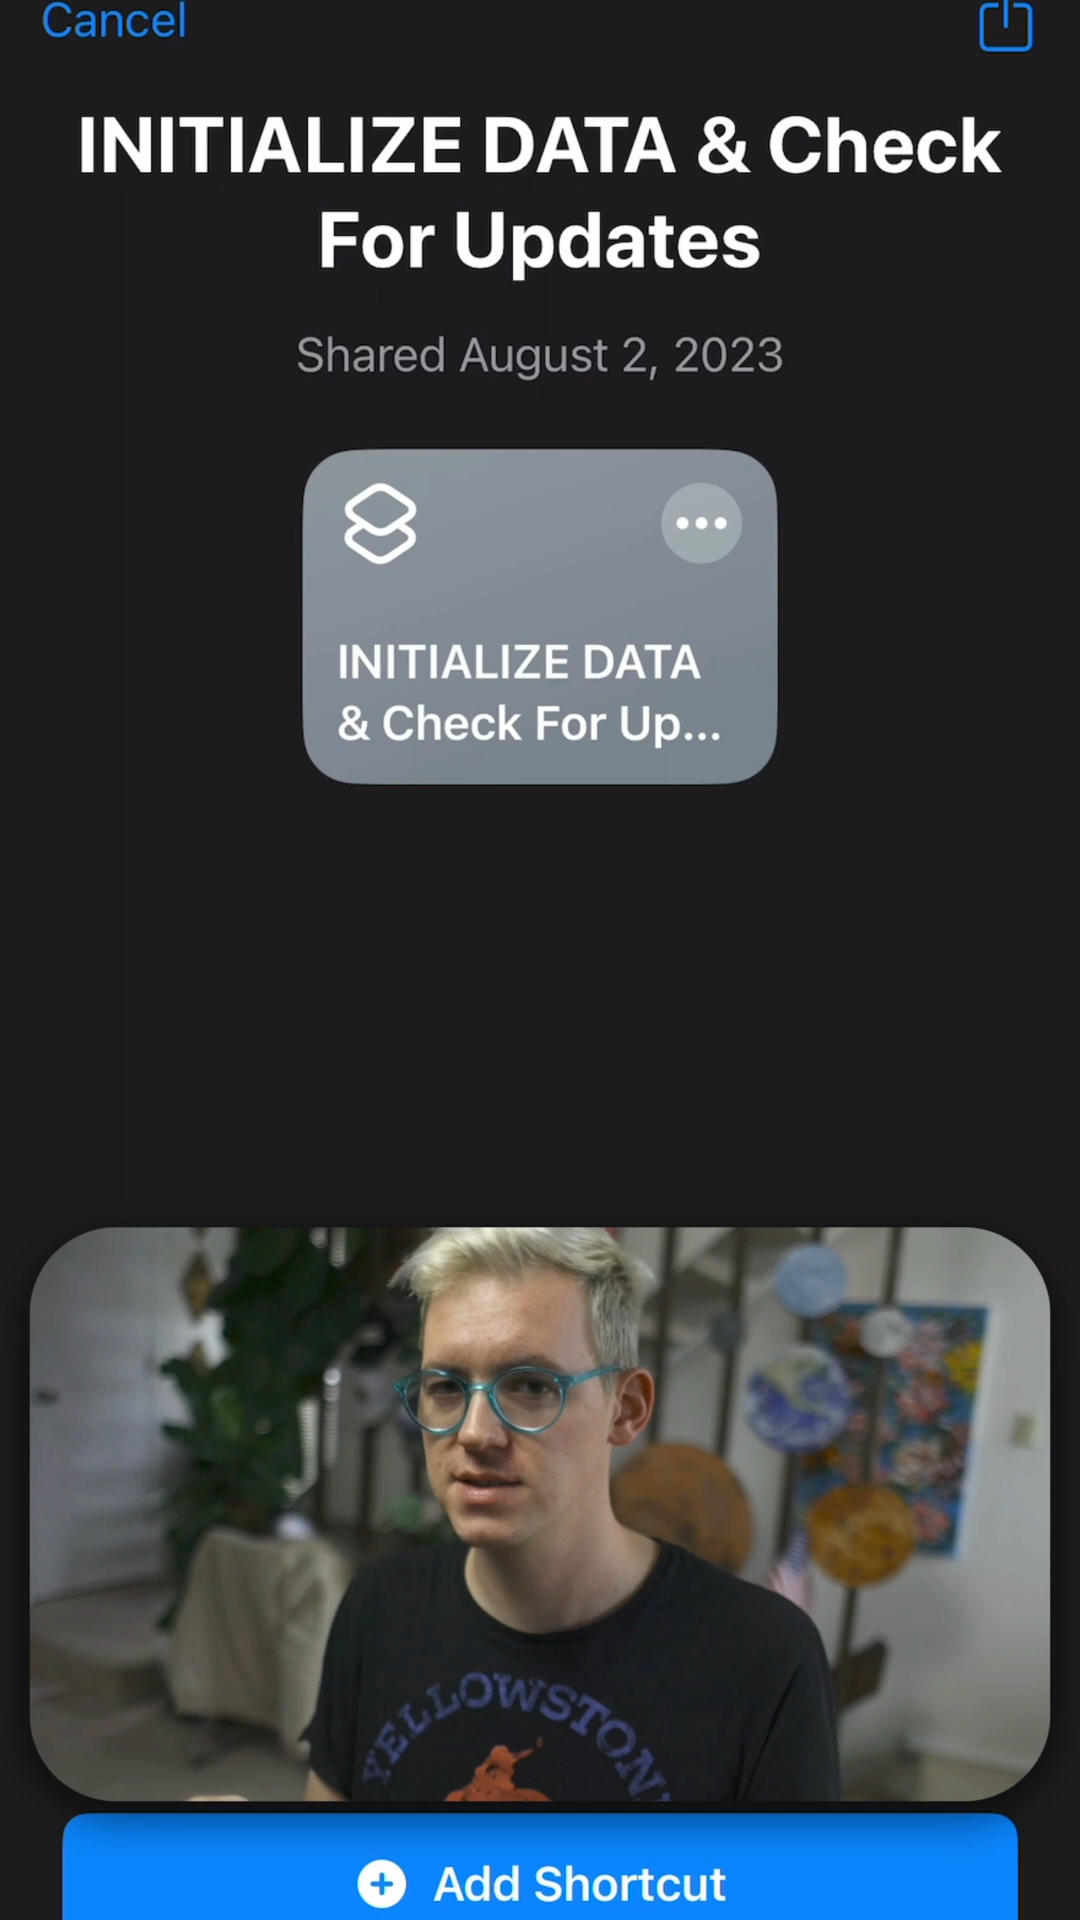 Cancel
INITIALIZE DATA & Check
For Updates
Shared August 2, 2023
INITIALIZE DATA
& Check For Up...
YELLOWSTON
Add Shortcut